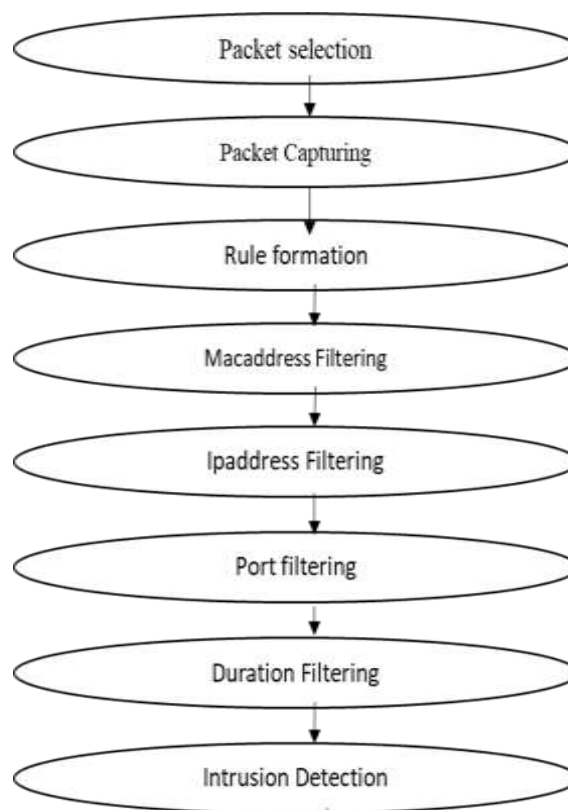 Packet selection
Packet Capturing
Rule formation
Macaddress Filtering
Ipaddress Filtering
Port filtering
Duration Filtering
Intrusion Detection